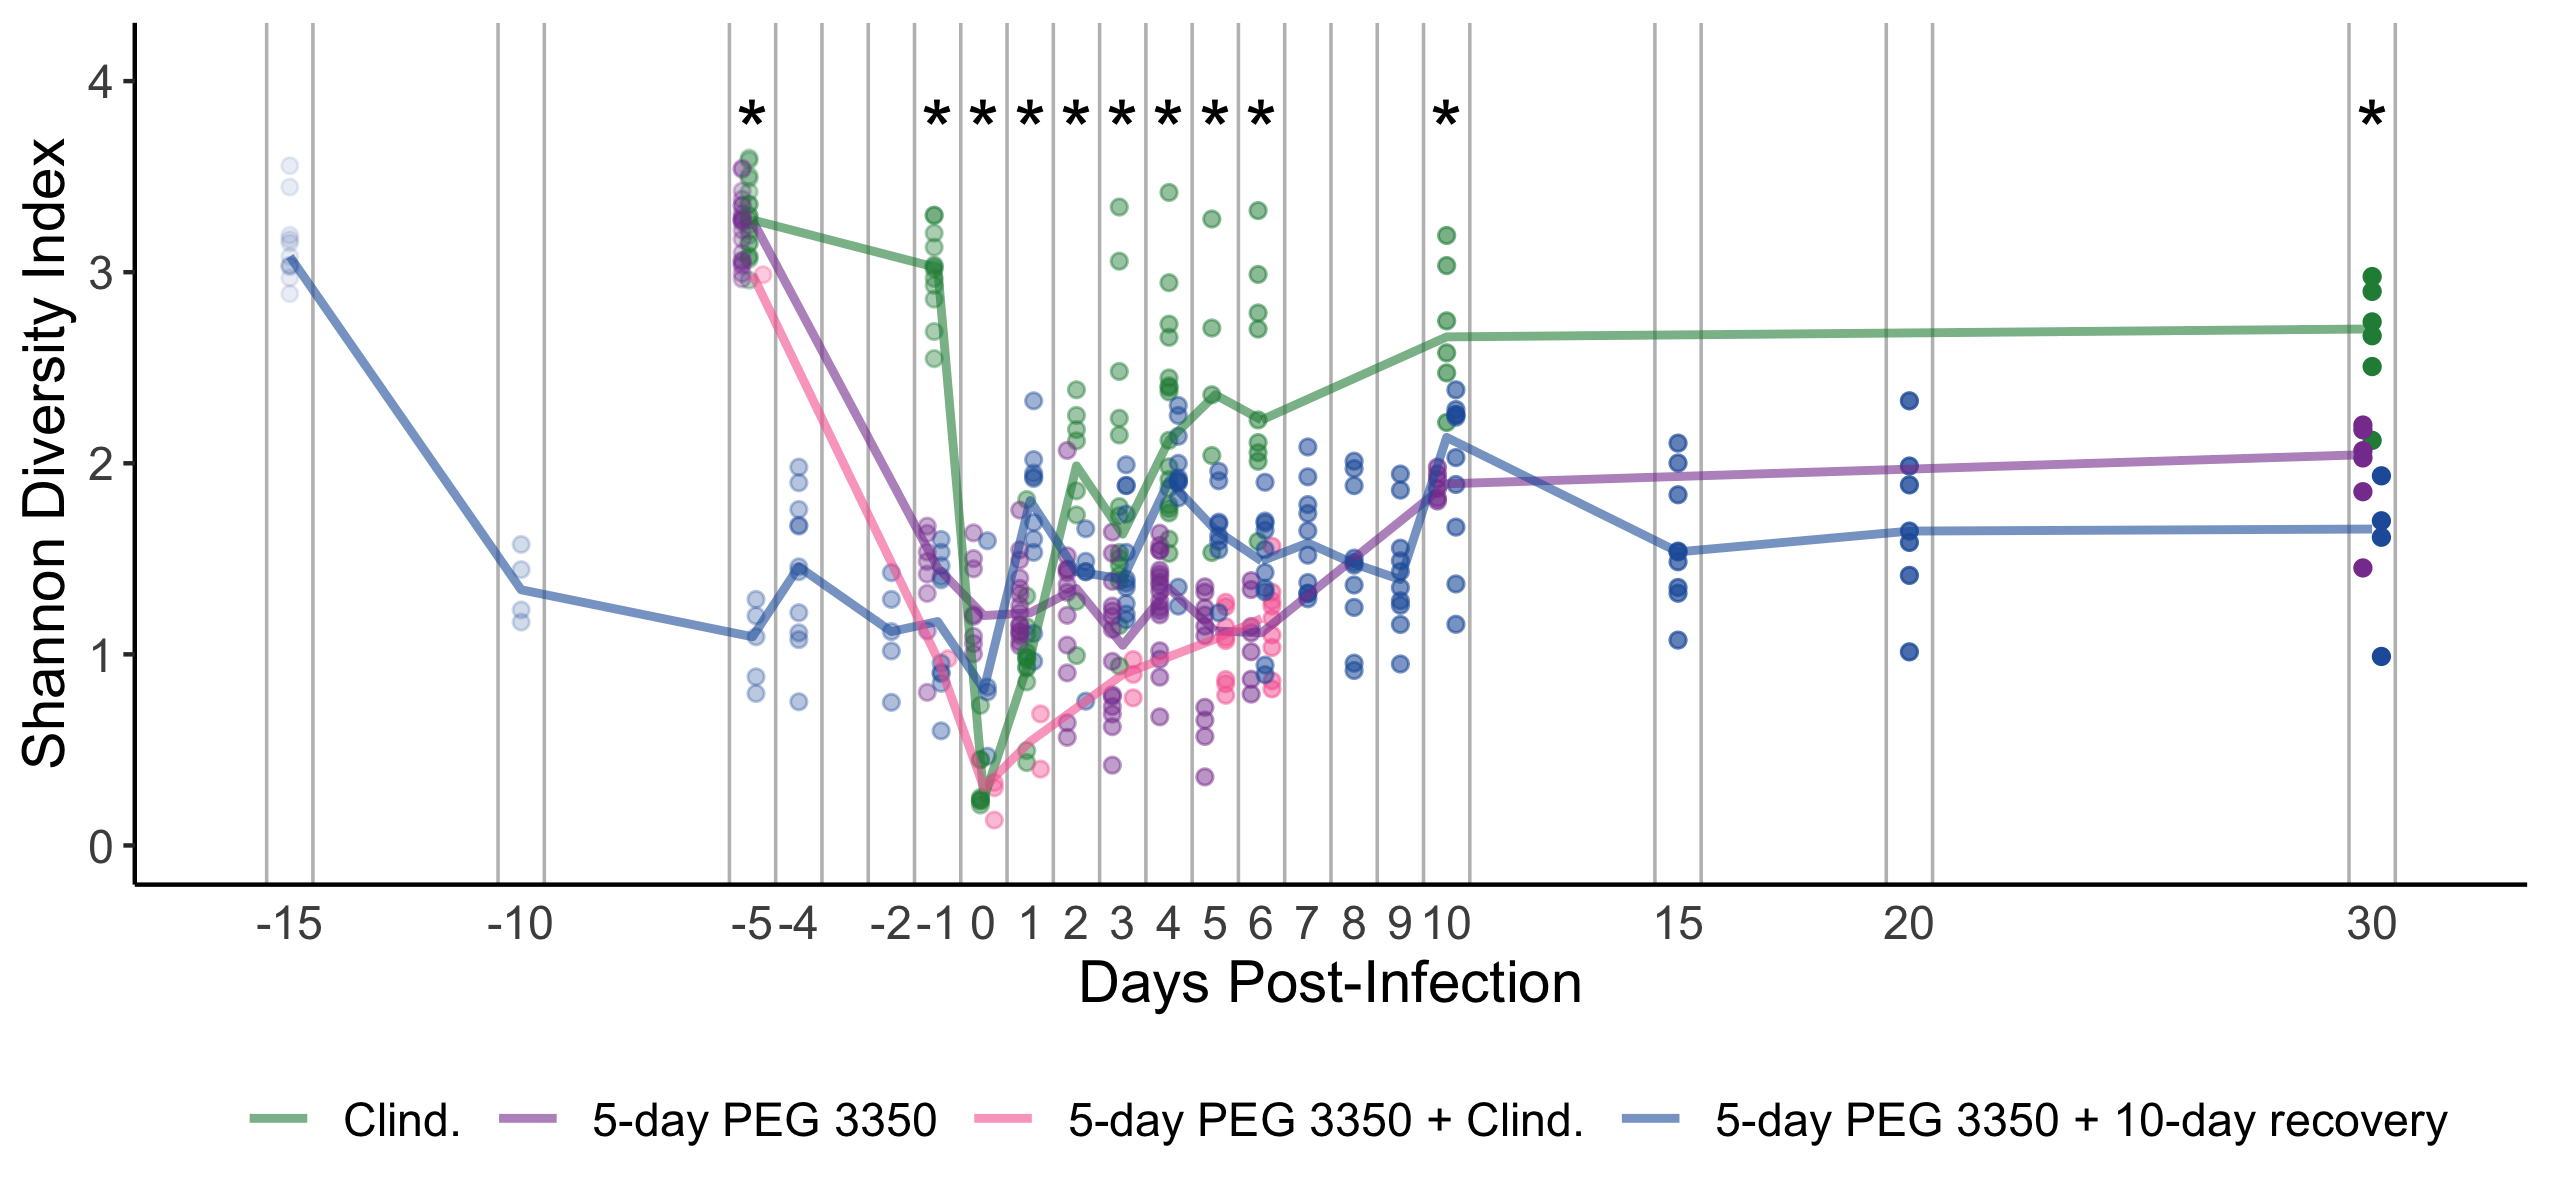 Shannon Diversity Index
4
3
2
1
0
* * * * * * * * * * *
-15 -10 -5 -4 -2 -1 0 1 2 3 4 5 6 7 8 9 10 15 20 30
Days Post-Infection
Clind. 5-day PEG 3350 5-day PEG 3350 + Clind. 5-day PEG 3350 + 10-day recovery